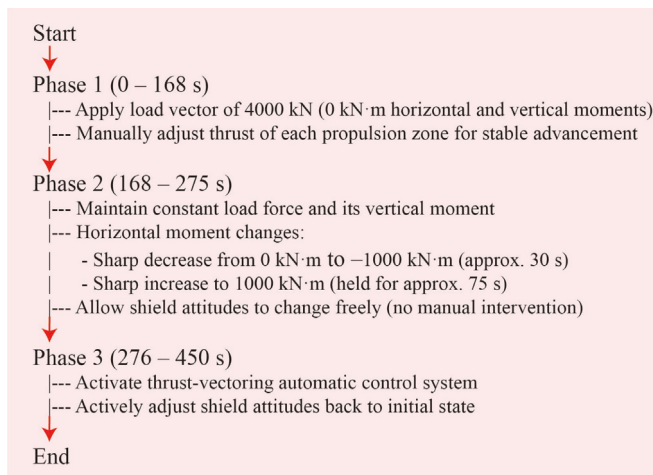 Start
Phase 1 (0 – 168 s)
|--- Apply load vector of 4000 kN (0 kN·m horizontal and vertical moments)
|--- Manually adjust thrust of each propulsion zone for stable advancement
Phase 2 (168 – 275 s)
|--- Maintain constant load force and its vertical moment
|--- Horizontal moment changes:
| - Sharp decrease from 0 kN·m to −1000 kN·m (approx. 30 s)
| - Sharp increase to 1000 kN·m (held for approx. 75 s)
|--- Allow shield attitudes to change freely (no manual intervention)
Phase 3 (276 – 450 s)
|--- Activate thrust-vectoring automatic control system
|--- Actively adjust shield attitudes back to initial state
End